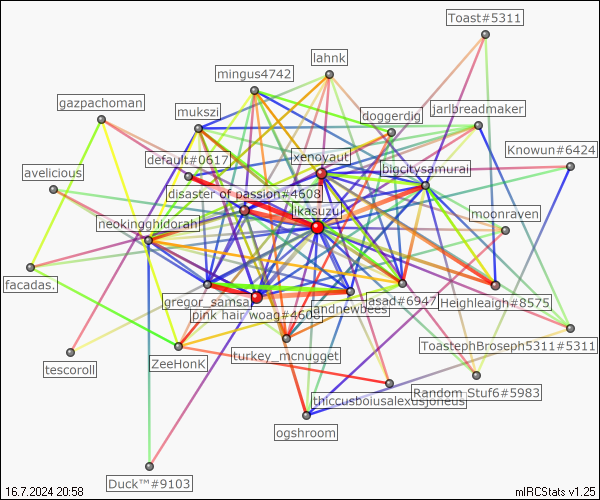 Toast#5311
lahnk
mingus4742
gazpachoman
mukszi
doggerdig
jarlbreadmaker
default#0617
xenoyaut
Knowun#6424
avelicious
disaster of passion#4608
bigcitysamurai
neokingghidorah
jikasuzu
moonraven
facadas.
gregor_samsa
pink hair woag#4608
andnewbees
asad#6947
Heighleaigh#8575
ZeeHonK
turkey_mcnugget
ToastephBroseph5311#5311
tescoroll
thiccusboiusalexusjoneus
Random Stuf6#5983
ogshroom
Duck™#9103
16.7.2024 20:58
mIRCStats v1.25